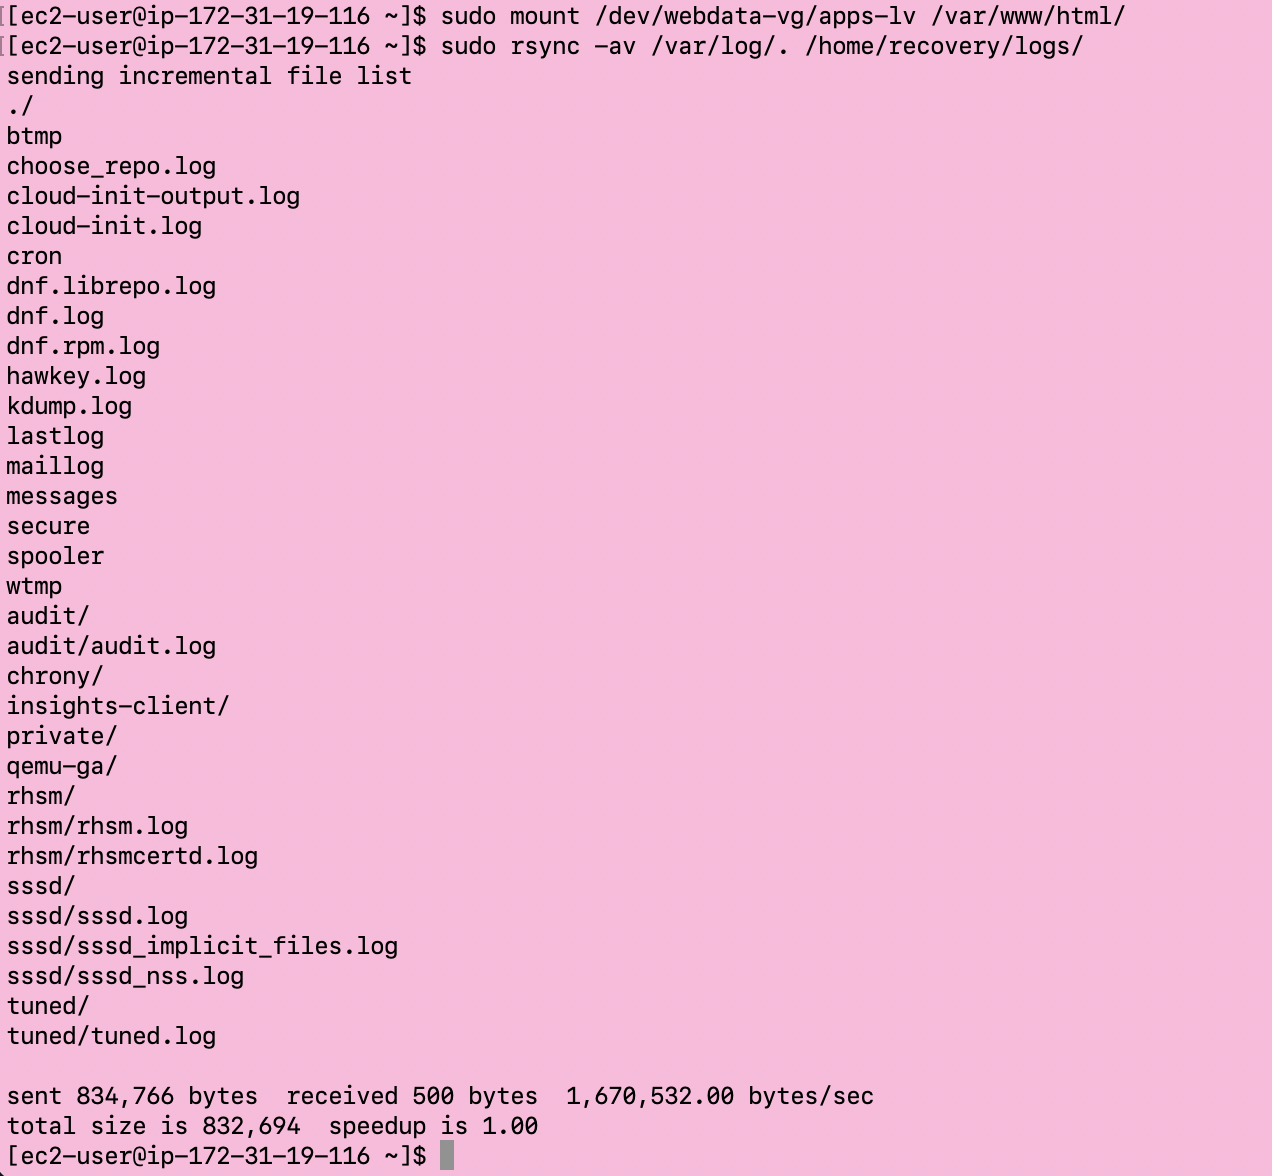 [[ec2-user@ip-172-31-19-116 ~]$ sudo mount /dev/webdata-vg/apps-lv /var/www/html/
[[ec2-user@ip-172-31-19-116 ~]$ sudo rsync -av /var/log/. /home/recovery/logs/
sending incremental file list
./
btmp
choose_repo.log
cloud-init-output.log
cloud-init.log
cron
dnf.librepo.log
dnf.log
dnf.rpm.log
hawkey.log
kdump.log
lastlog
maillog
messages
secure
spooler
wtmp
audit/
audit/audit.log
chrony/
insights-client/
private/
qemu-ga/
rhsm/
rhsm/rhsm.log
rhsm/rhsmcertd.log
sssd/
sssd/sssd.log
sssd/sssd_implicit_files.log
sssd/sssd_nss.log
tuned/
tuned/tuned.log

sent 834,766 bytes  received 500 bytes  1,670,532.00 bytes/sec
total size is 832,694  speedup is 1.00
[ec2-user@ip-172-31-19-116 ~]$